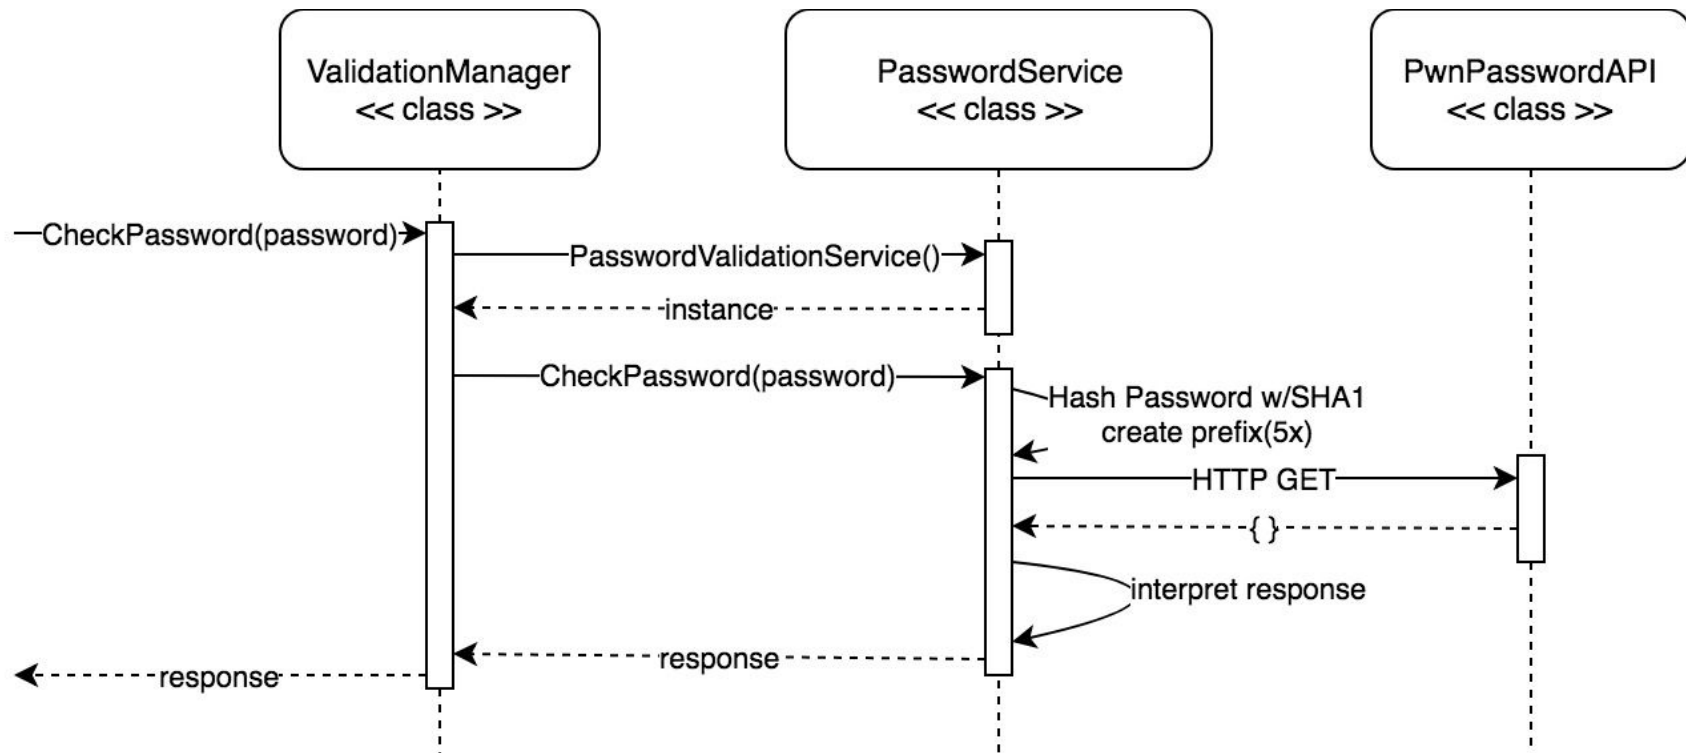 ValidationManager
<< class >>
PasswordService
<< class >>
PwnPasswordAPI
<< class >>
CheckPassword(password)
PasswordValidationService()
instance
CheckPassword(password)
Hash Password w/SHA1
create prefix(5x)
HTTP GET
{ }
interpret response
response
response